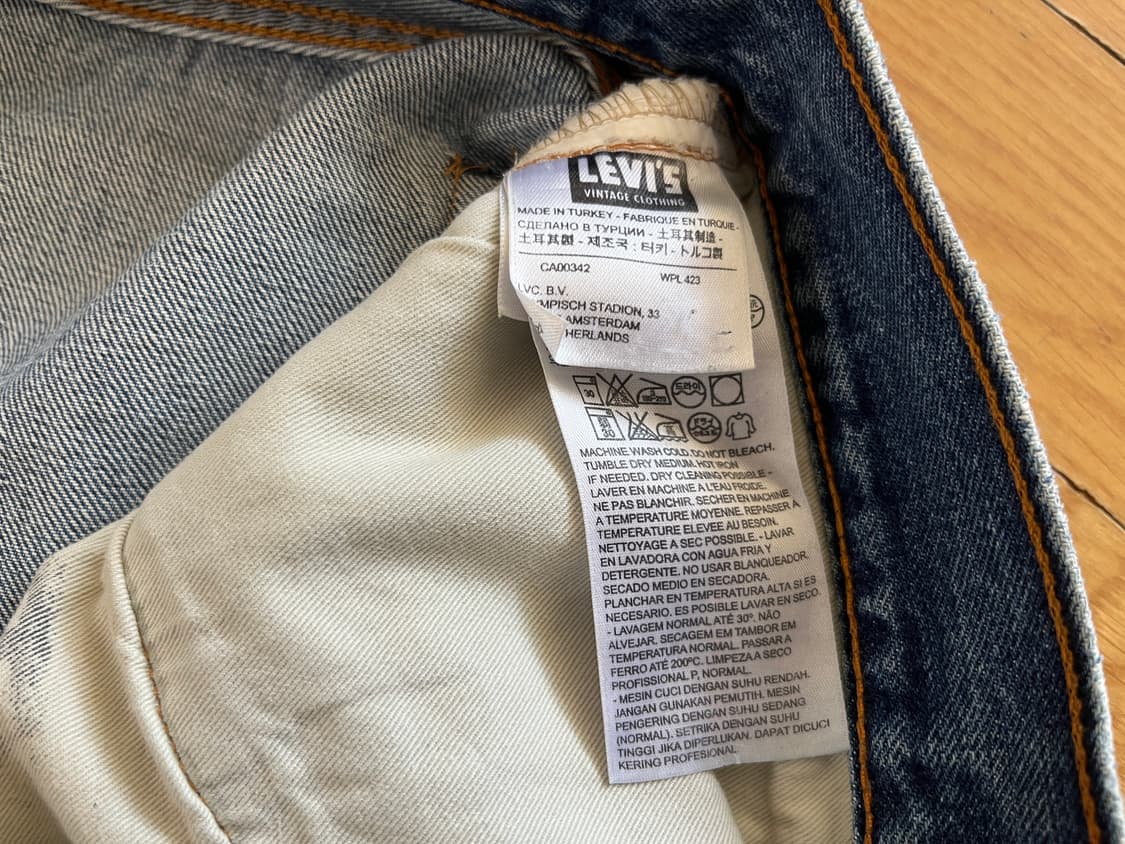 LEVI'S
VINTAGE CLOTHING
MADE IN TURKEY - FABRIQUE EN TURQUIE -
СДЕЛАНО В ТУРЦИИ - 土耳其制造 -
土耳其製 - 제조국 : 터키 - トルコ製
CA00342 WPL 423
LVC. B.V.
MPISCH STADION, 33
AMSTERDAM
HERLANDS
드라이
MACHINE WASH COLD. DO NOT BLEACH.
TUMBLE DRY MEDIUM. HOT IRON
IF NEEDED. DRY CLEANING POSSIBLE -
LAVER EN MACHINE A L'EAU FROIDE.
NE PAS BLANCHIR. SECHER EN MACHINE
A TEMPERATURE MOYENNE. REPASSER A
TEMPERATURE ELEVEE AU BESOIN.
NETTOYAGE A SEC POSSIBLE. - LAVAR
EN LAVADORA CON AGUA FRIA Y
DETERGENTE. NO USAR BLANQUEADOR.
SECADO MEDIO EN SECADORA.
PLANCHAR EN TEMPERATURA ALTA SI ES
NECESARIO. ES POSIBLE LAVAR EN SECO.
- LAVAGEM NORMAL ATÉ 30º. NÃO
ALVEJAR. SECAGEM EM TAMBOR EM
TEMPERATURA NORMAL. PASSAR A
FERRO ATÉ 200ºC. LIMPEZA A SECO
PROFISSIONAL P, NORMAL.
- MESIN CUCI DENGAN SUHU RENDAH.
JANGAN GUNAKAN PEMUTIH. MESIN
PENGERING DENGAN SUHU SEDANG
(NORMAL). SETRIKA DENGAN SUHU
TINGGI JIKA DIPERLUKAN. DAPAT DICUCI
KERING PROFESIONAL.